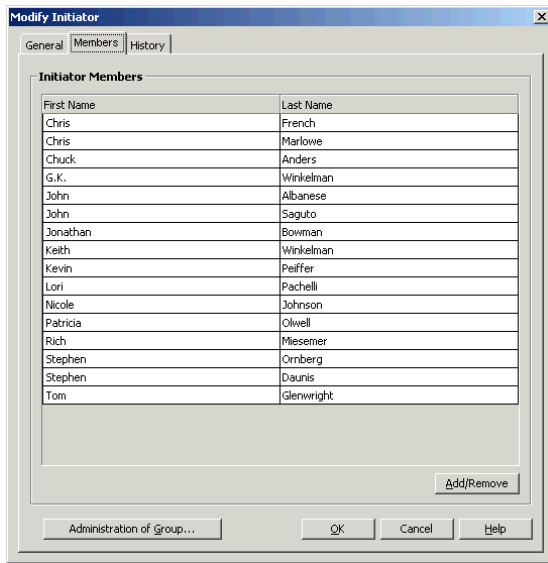 Modify Initiator
General Members History
Initiator Members
First Name Last Name
Chris French
Chris Marlowe
Chuck Anders
G.K. Winkelman
John Albanese
John Saguto
Jonathan Bowman
Keith Winkelman
Kevin Peiffer
Lori Pachelli
Nicole Johnson
Patricia Olwell
Rich Miesemer
Stephen Ornberg
Stephen Daunis
Tom Glenwright
Add/Remove
Administration of Group... OK Cancel Help